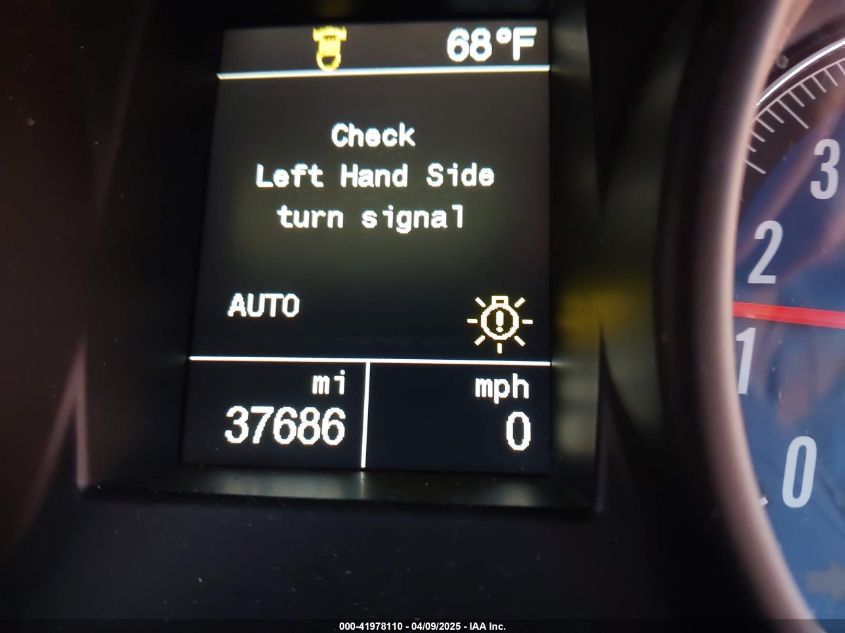 68°F
Check
Left Hand Side
turn signal
AUTO
mi
mph
37686
0
3
2
1
0
000-41978110 - 04/09/2025 - IAA Inc.